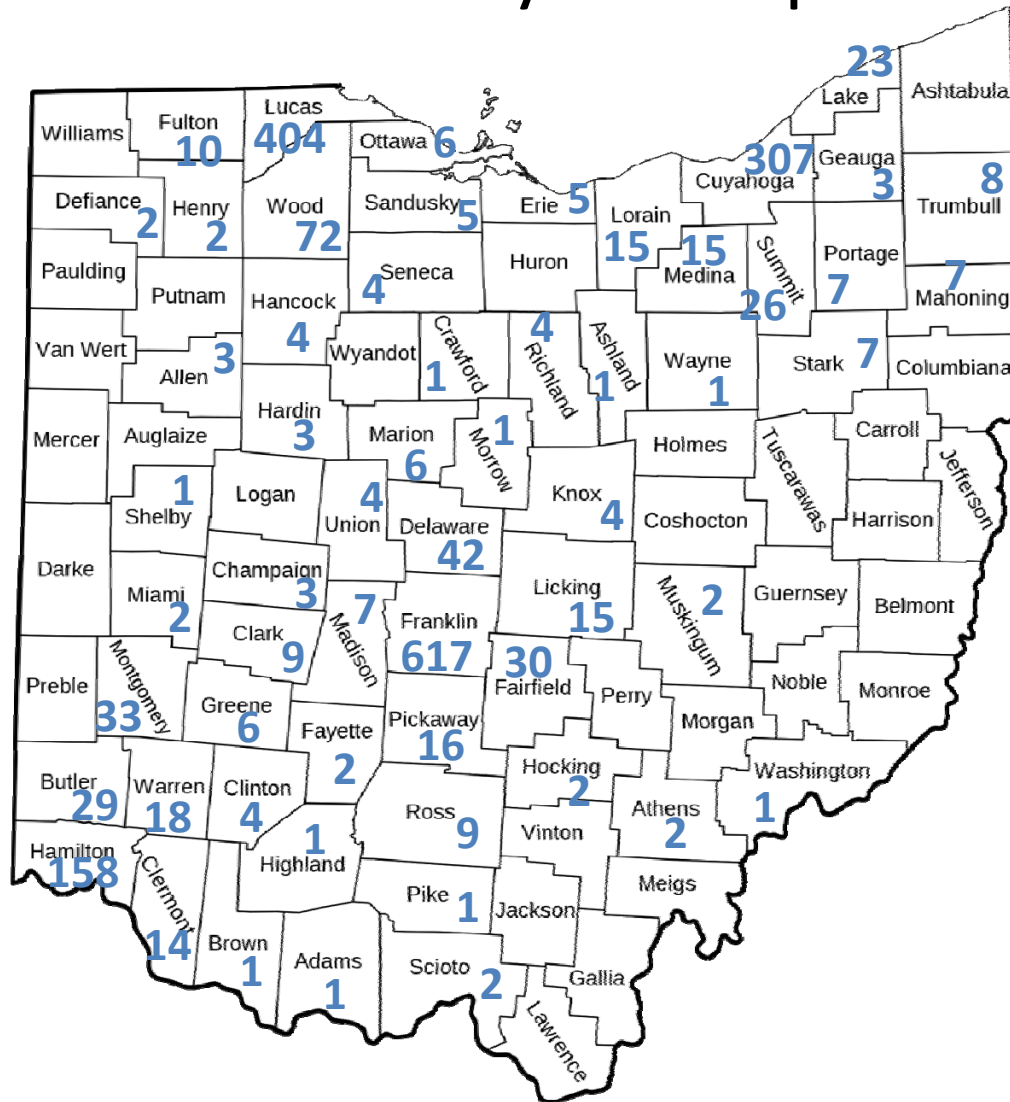 23
Lake
Ashtabula
Lucas
404
Williams
Fulton
10
Ottawa 6
307
Cuyahoga
Geauga
3
8
Trumbull
Defiance
2
Henry
2
Wood
72
Sandusky
5
Erie 5
Lorain
15
15
Medina
Summit
26
Portage
7
7
Mahoning
Paulding
Putnam
Hancock
4
Seneca
4
Huron
Van Wert
Allen
3
Wyandot
Crawford
1
4
Richland
Ashland
1
Wayne
1
Stark 7
Columbiana
Mercer
Auglaize
Hardin
3
Marion
6
1
Morrow
Holmes
Tuscarawas
Carroll
Jefferson
1
Shelby
Logan
4
Union
Delaware
42
Knox
4
Coshocton
Harrison
Darke
Miami
2
Champaign
3
Clark
9
7
Madison
Franklin
617
Licking
15
2
Muskingum
Guernsey
Belmont
Preble
Montgomery
33
Greene
6
Fayette
2
Pickaway
16
30
Fairfield
Perry
Morgan
Noble
Monroe
Butler
29
Warren
18
Clinton
4
Ross
9
Hocking
2
Athens
2
Washington
1
Hamilton
158
Clermont
14
1
Highland
Vinton
Meigs
Brown
1
Adams
1
Pike 1
Jackson
Scioto
2
Gallia
Lawrence